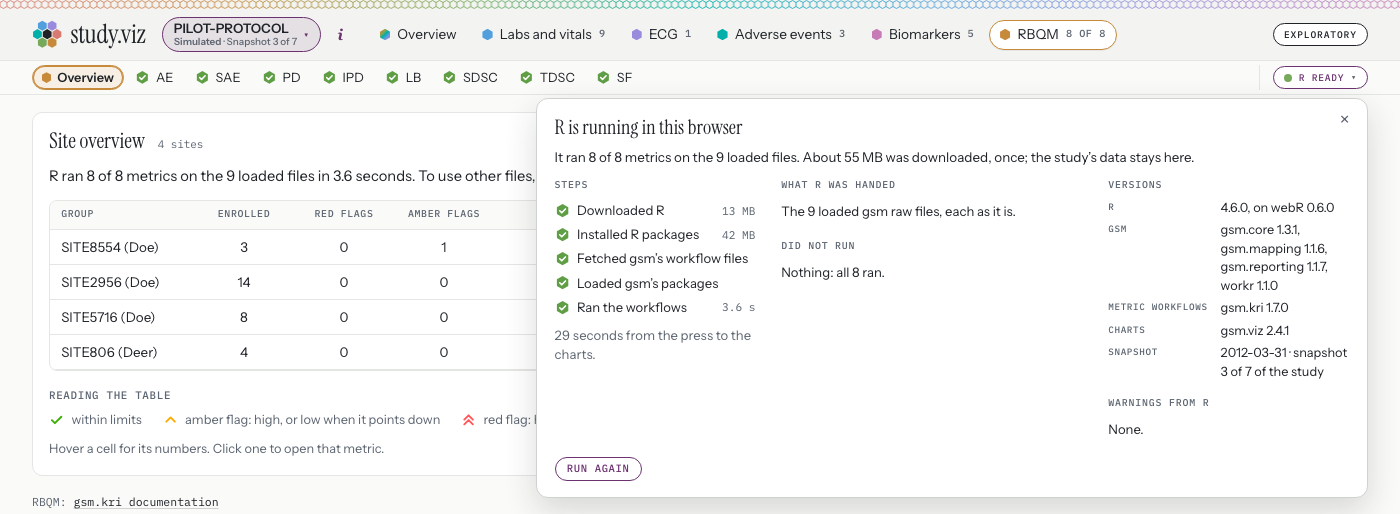 study.viz
PILOT-PROTOCOL
Simulated · Snapshot 3 of 7
i
Overview
Labs and vitals 9
ECG 1
Adverse events 3
Biomarkers 5
RBQM 8 OF 8
EXPLORATORY
Overview
AE
SAE
PD
IPD
LB
SDSC
TDSC
SF
R READY
Site overview 4 sites
R ran 8 of 8 metrics on the 9 loaded files in 3.6 seconds. To use other files,
GROUP ENROLLED RED FLAGS AMBER FLAGS
SITE8554 (Doe) 3 0 1
SITE2956 (Doe) 14 0 0
SITE5716 (Doe) 8 0 0
SITE806 (Deer) 4 0 0
READING THE TABLE
within limits amber flag: high, or low when it points down red flag:
Hover a cell for its numbers. Click one to open that metric.
RBQM: gsm.kri documentation
R is running in this browser
It ran 8 of 8 metrics on the 9 loaded files. About 55 MB was downloaded, once; the study's data stays here.
STEPS
Downloaded R 13 MB
Installed R packages 42 MB
Fetched gsm's workflow files
Loaded gsm's packages
Ran the workflows 3.6 s
29 seconds from the press to the
charts.
WHAT R WAS HANDED
The 9 loaded gsm raw files, each as it is.
DID NOT RUN
Nothing: all 8 ran.
VERSIONS
R 4.6.0, on webR 0.6.0
GSM gsm.core 1.3.1,
gsm.mapping 1.1.6,
gsm.reporting 1.1.7,
workr 1.1.0
METRIC WORKFLOWS gsm.kri 1.7.0
CHARTS gsm.viz 2.4.1
SNAPSHOT 2012-03-31 · snapshot
3 of 7 of the study
WARNINGS FROM R
None.
RUN AGAIN